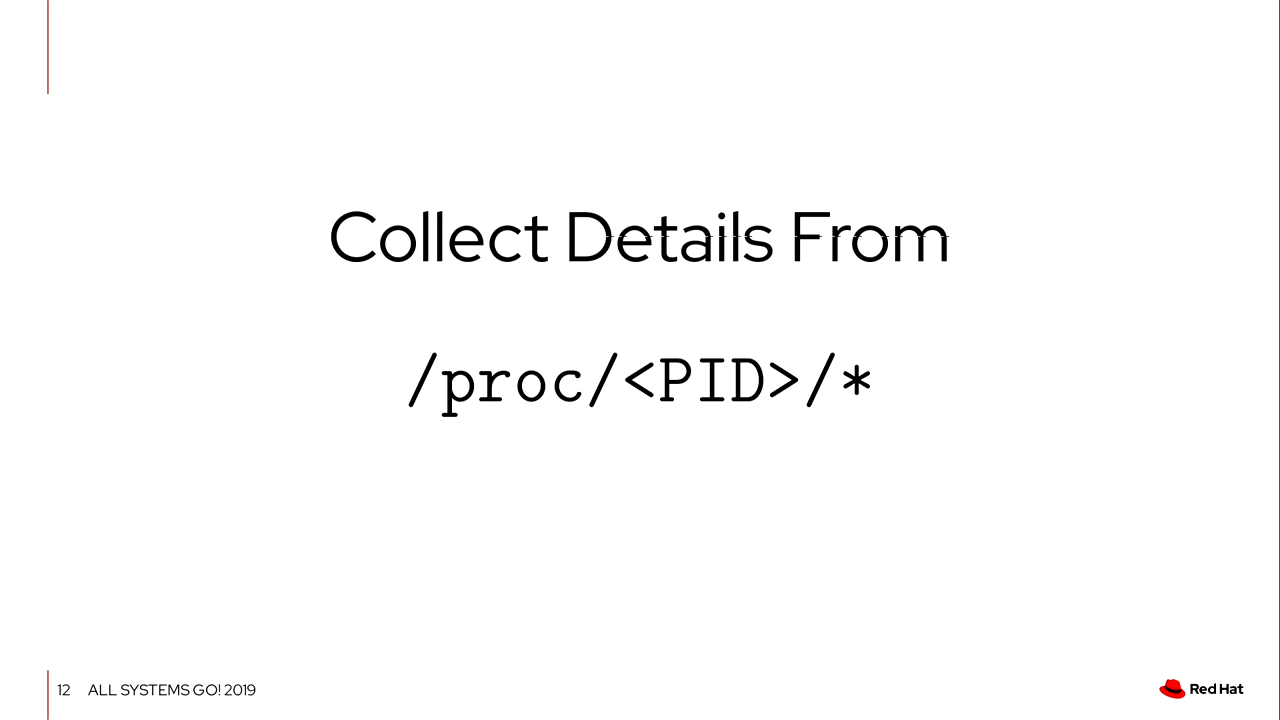 Collect Details From
/proc/<PID>/*
12 ALL SYSTEMS GO! 2019
Red Hat